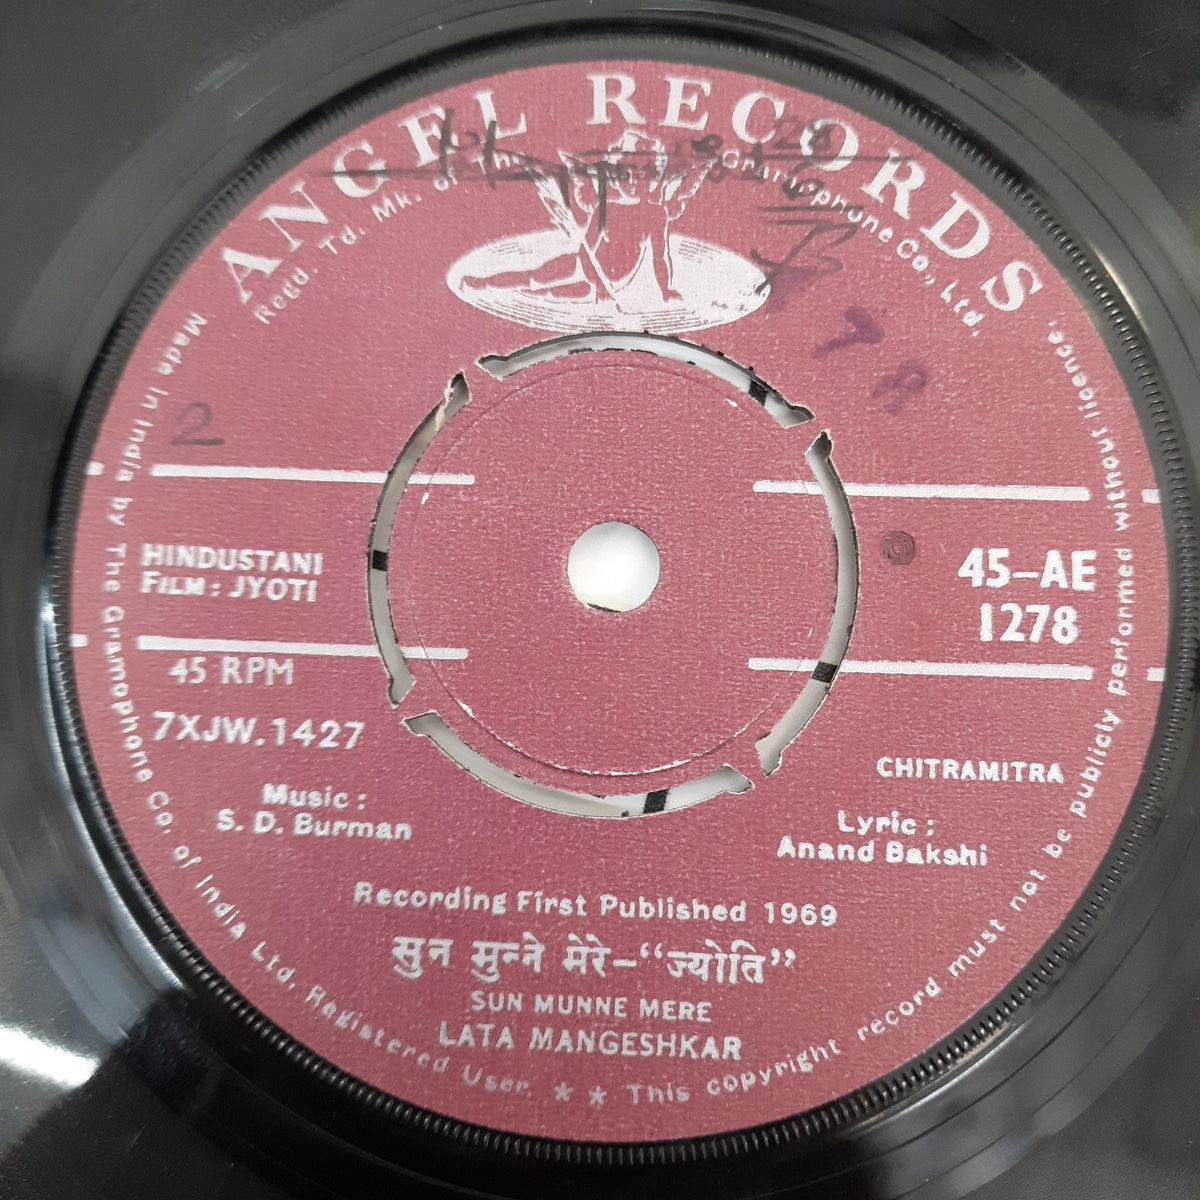 ANGEL RECORDS
Regd. Td. Mk. of The Gramophone Co., Ltd.
2
HINDUSTANI
FILM: JYOTI
45-AE
1278
45 RPM
7XJW.1427
CHITRAMITRA
Music:
S. D. Burman
Lyric:
Anand Bakshi
Recording First Published 1969
सुन मुन्ने मेरे-“ज्योति”
SUN MUNNE MERE
LATA MANGESHKAR
Made in India by The Gramophone Co. of India Ltd, Registered User. ★ ★ This copyright record must not be publicly performed without licence.